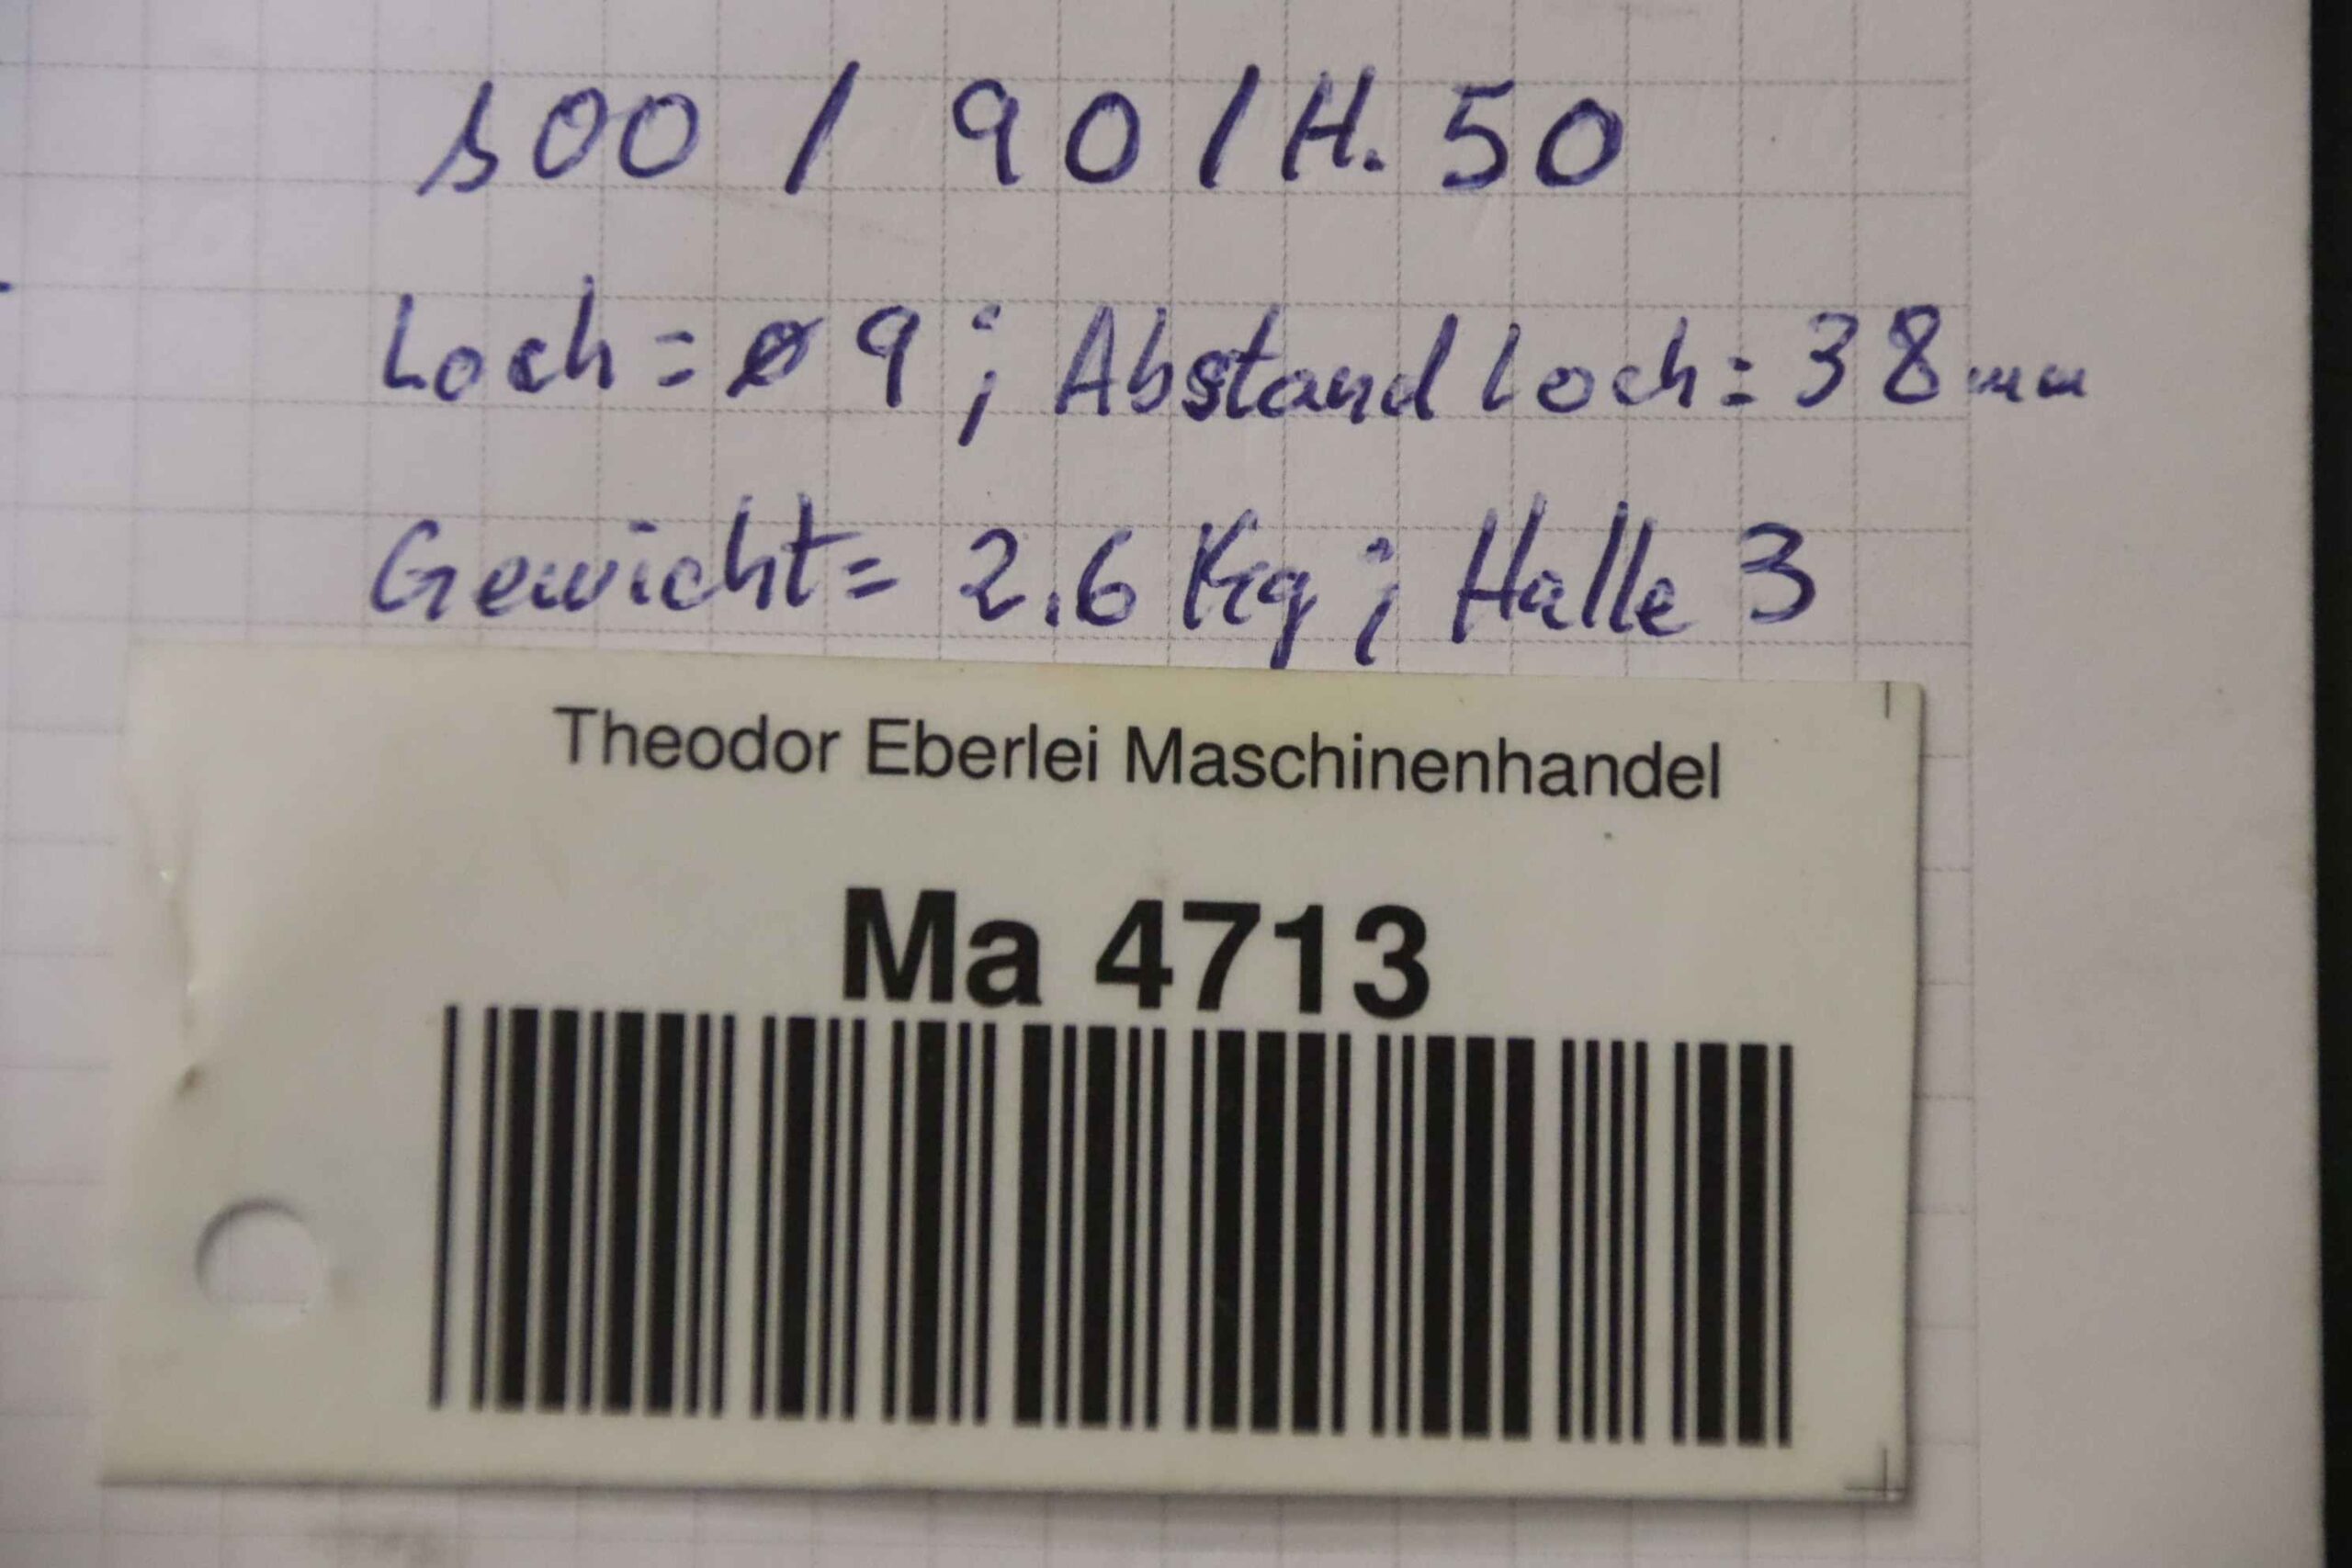 100 / 90 / H. 50
Loch = ø 9 ; Abstand Loch = 38 mm
Gewicht = 2.6 Kg ; Halle 3
Theodor Eberlei Maschinenhandel
Ma 4713